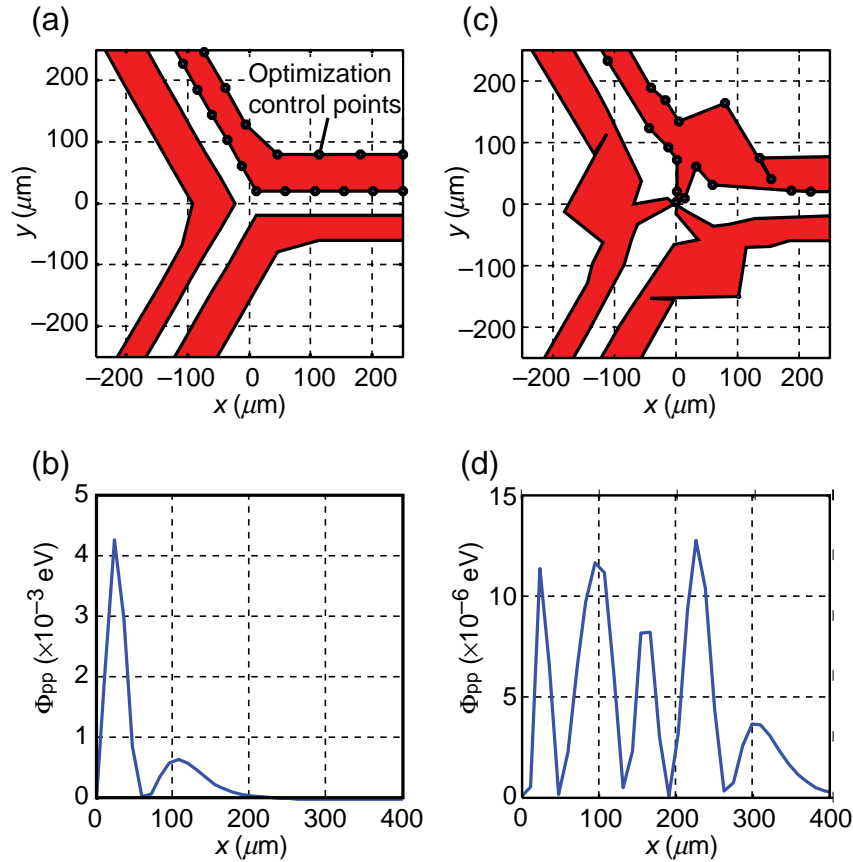 (a)
Optimization
control points
200
100
0
−100
−200
y (μm)
−200 −100 0 100 200
x (μm)
(c)
200
100
0
−100
−200
y (μm)
−200 −100 0 100 200
x (μm)
(b)
5
4
3
2
1
0
Φpp (×10−3 eV)
0 100 200 300 400
x (μm)
(d)
15
10
5
0
Φpp (×10−6 eV)
0 100 200 300 400
x (μm)